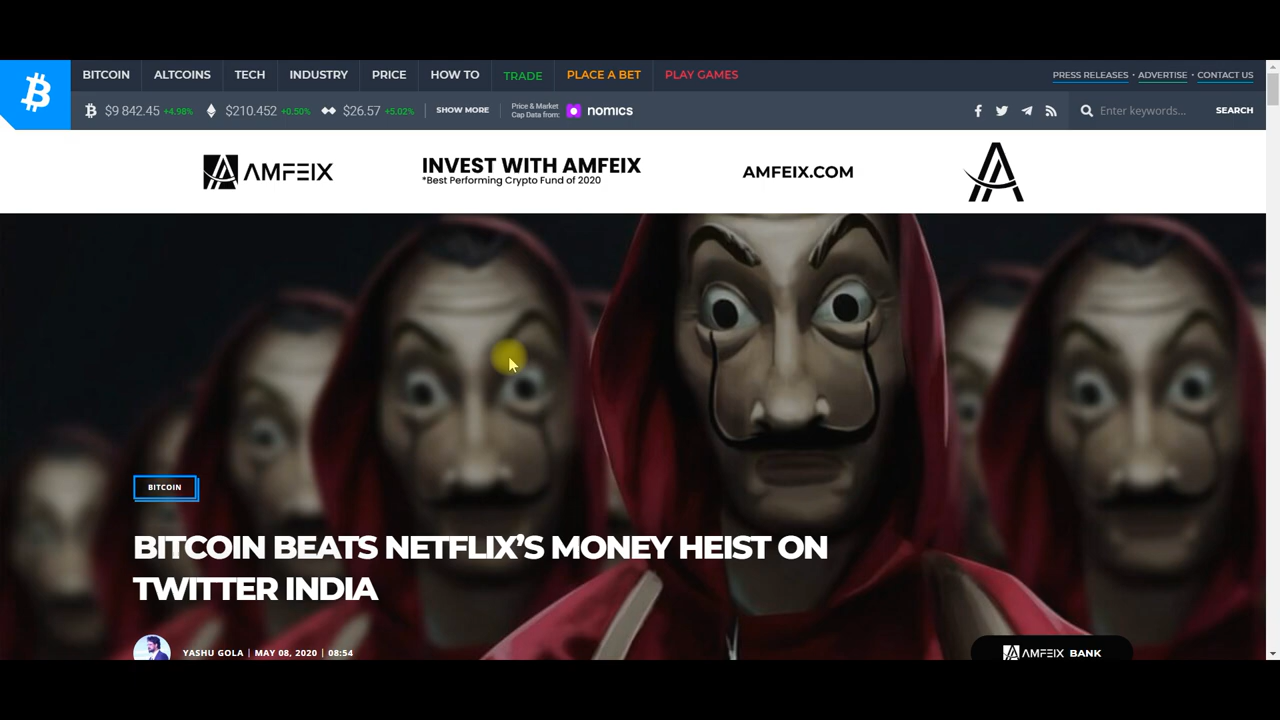 BITCOIN ALTCOINS TECH INDUSTRY PRICE HOW TO TRADE PLACE A BET PLAY GAMES PRESS RELEASES • ADVERTISE • CONTACT US
$9 842.45 +4.98% $210.452 +0.50% $26.57 +5.02% SHOW MORE Price & Market Cap Data from: nomics Enter keywords... SEARCH
AMFEIX INVEST WITH AMFEIX AMFEIX.COM
*Best Performing Crypto Fund of 2020
BITCOIN
BITCOIN BEATS NETFLIX'S MONEY HEIST ON
TWITTER INDIA
YASHU GOLA | MAY 08, 2020 | 08:54 AMFEIX BANK